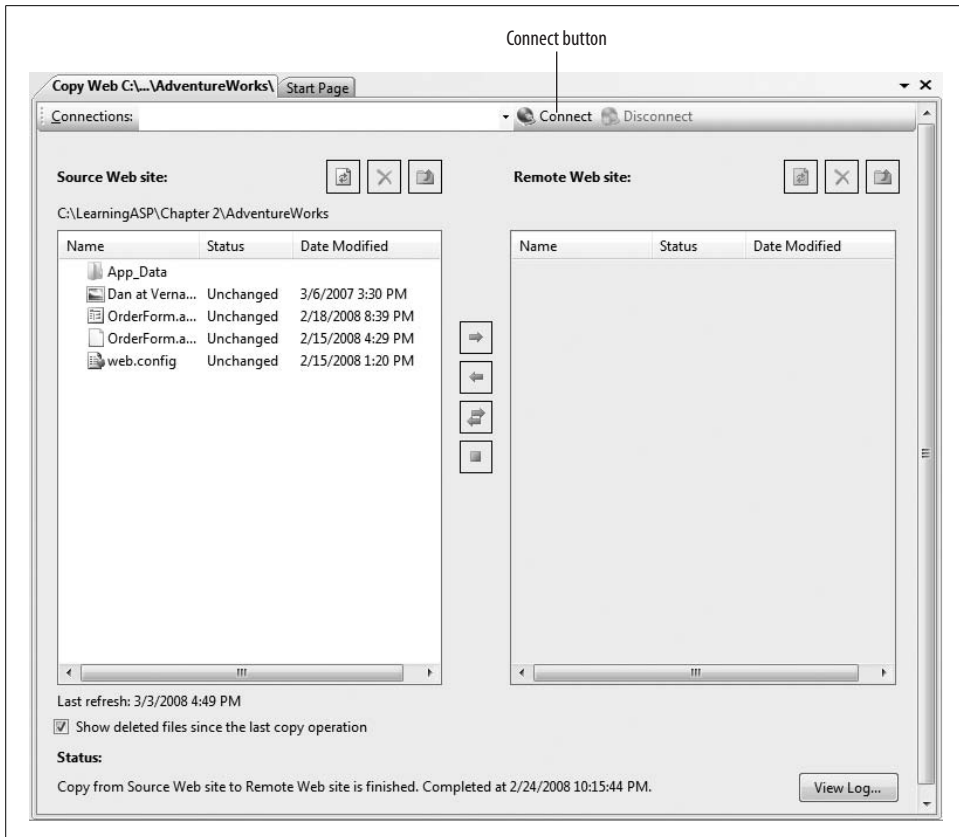 Connect button
Copy Web C:\...\AdventureWorks\ Start Page
Connections: Connect Disconnect
Source Web site: Remote Web site:
C:\LearningASP\Chapter 2\AdventureWorks
Name Status Date Modified Name Status Date Modified
App_Data
Dan at Verna... Unchanged 3/6/2007 3:30 PM
OrderForm.a... Unchanged 2/18/2008 8:39 PM
OrderForm.a... Unchanged 2/15/2008 4:29 PM
web.config Unchanged 2/15/2008 1:20 PM
Last refresh: 3/3/2008 4:49 PM
Show deleted files since the last copy operation
Status:
Copy from Source Web site to Remote Web site is finished. Completed at 2/24/2008 10:15:44 PM. View Log...